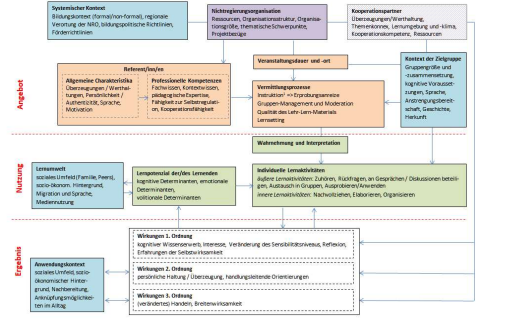 Systemischer Kontext
Bildungskontext (formal/non-formal), regionale
Verortung der NRO, bildungspolitische Richtlinien,
Förderrichtlinien
Nichtregierungsorganisation
Ressourcen, Organisationsstruktur, Organisa-
tionsgröße, thematische Schwerpunkte,
Projektbezüge
Kooperationspartner
Überzeugungen/Werthaltung,
Themenkonnex, Lernumgebung und -klima,
Kooperationskompetenz, Ressourcen
Angebot
Referent/inn/en
Allgemeine Charakteristika
Überzeugungen / Werthal-
tungen, Persönlichkeit /
Authentizität, Sprache,
Motivation
Professionelle Kompetenzen
Fachwissen, Kontextwissen,
pädagogische Expertise,
Fähigkeit zur Selbstregulati-
on, Kooperationsfähigkeit
Veranstaltungsdauer und -ort
Vermittlungsprozesse
Instruktion => Erprobungsanreize
Gruppen-Management und Moderation
Qualität des Lehr-Lern-Materials
Lernsetting
Kontext der Zielgruppe
Gruppengröße und
-zusammensetzung,
kognitive Vorausset-
zungen, Sprache,
Anstrengungsbereit-
schaft, Geschichte,
Herkunft
Wahrnehmung und Interpretation
Nutzung
Lernumwelt
soziales Umfeld (Familie, Peers),
sozio-ökonom. Hintergrund,
Migration und Sprache,
Mediennutzung
Lernpotenzial der/des Lernenden
kognitive Determinanten, emotionale
Determinanten,
volitionale Determinanten
Individuelle Lernaktivitäten
äußere Lernaktivitäten: Zuhören, Rückfragen, an Gesprächen / Diskussionen beteili-
gen, Austausch in Gruppen, Ausprobieren/Anwenden
innere Lernaktivitäten: Nachvollziehen, Elaborieren, Organisieren
Ergebnis
Anwendungskontext
soziales Umfeld, sozio-
ökonomischer Hinter-
grund, Nachbereitung,
Anknüpfungsmöglichkei-
ten im Alltag
Wirkungen 1. Ordnung
kognitiver Wissenserwerb, Interesse, Veränderung des Sensibilitätsniveaus, Reflexion,
Erfahrungen der Selbstwirksamkeit
Wirkungen 2. Ordnung
persönliche Haltung / Überzeugung, handlungsleitende Orientierungen
Wirkungen 3. Ordnung
(verändertes) Handeln, Breitenwirksamkeit